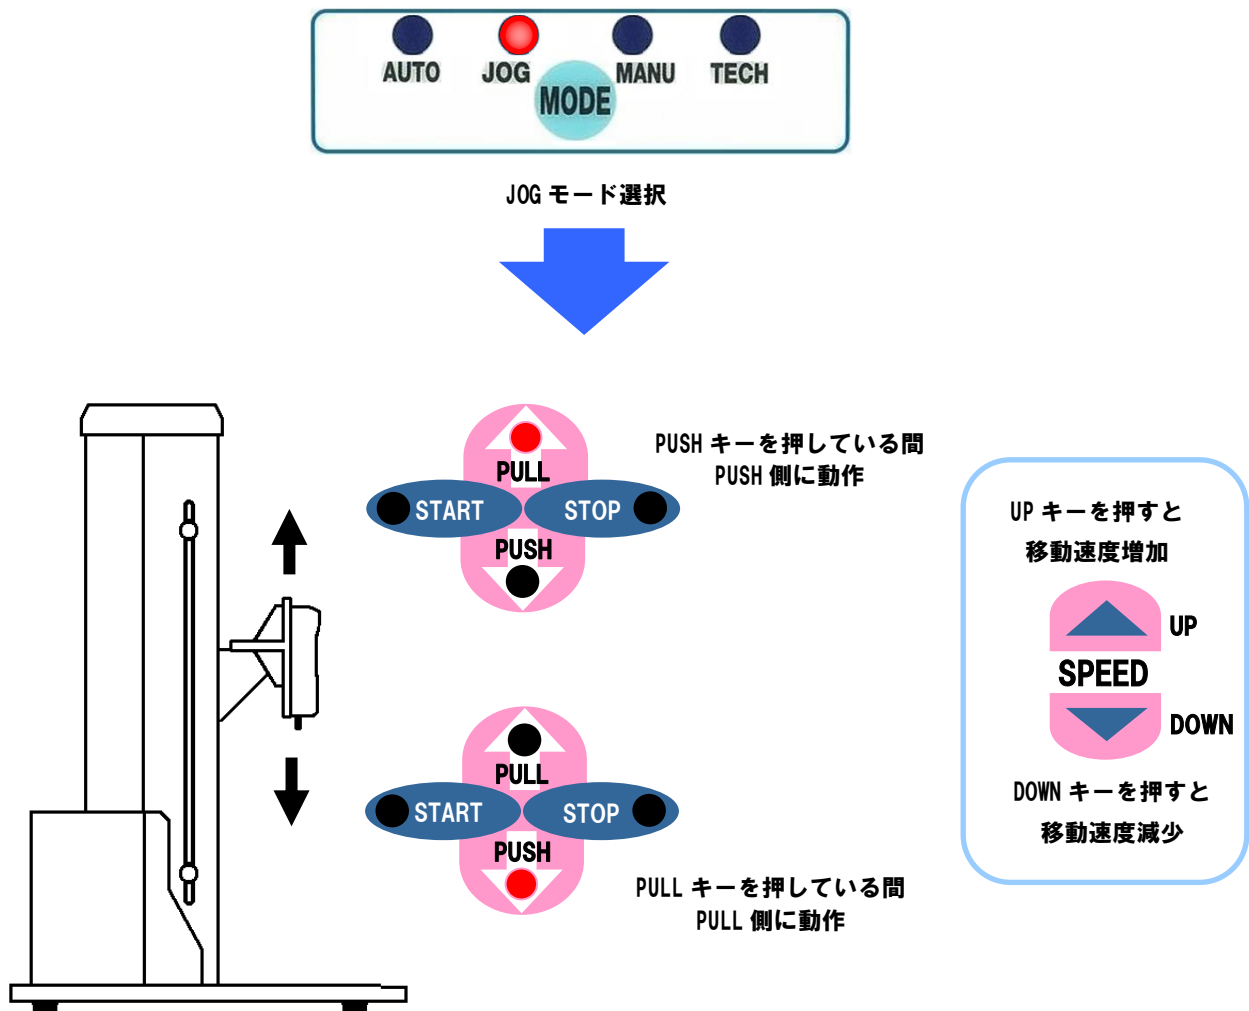 AUTO JOG MANU TECH
MODE
JOG モード選択
PULL
START STOP
PUSH
PUSH キーを押している間
PUSH 側に動作
PULL
START STOP
PUSH
PULL キーを押している間
PULL 側に動作
UP キーを押すと
移動速度増加
UP
SPEED
DOWN
DOWN キーを押すと
移動速度減少